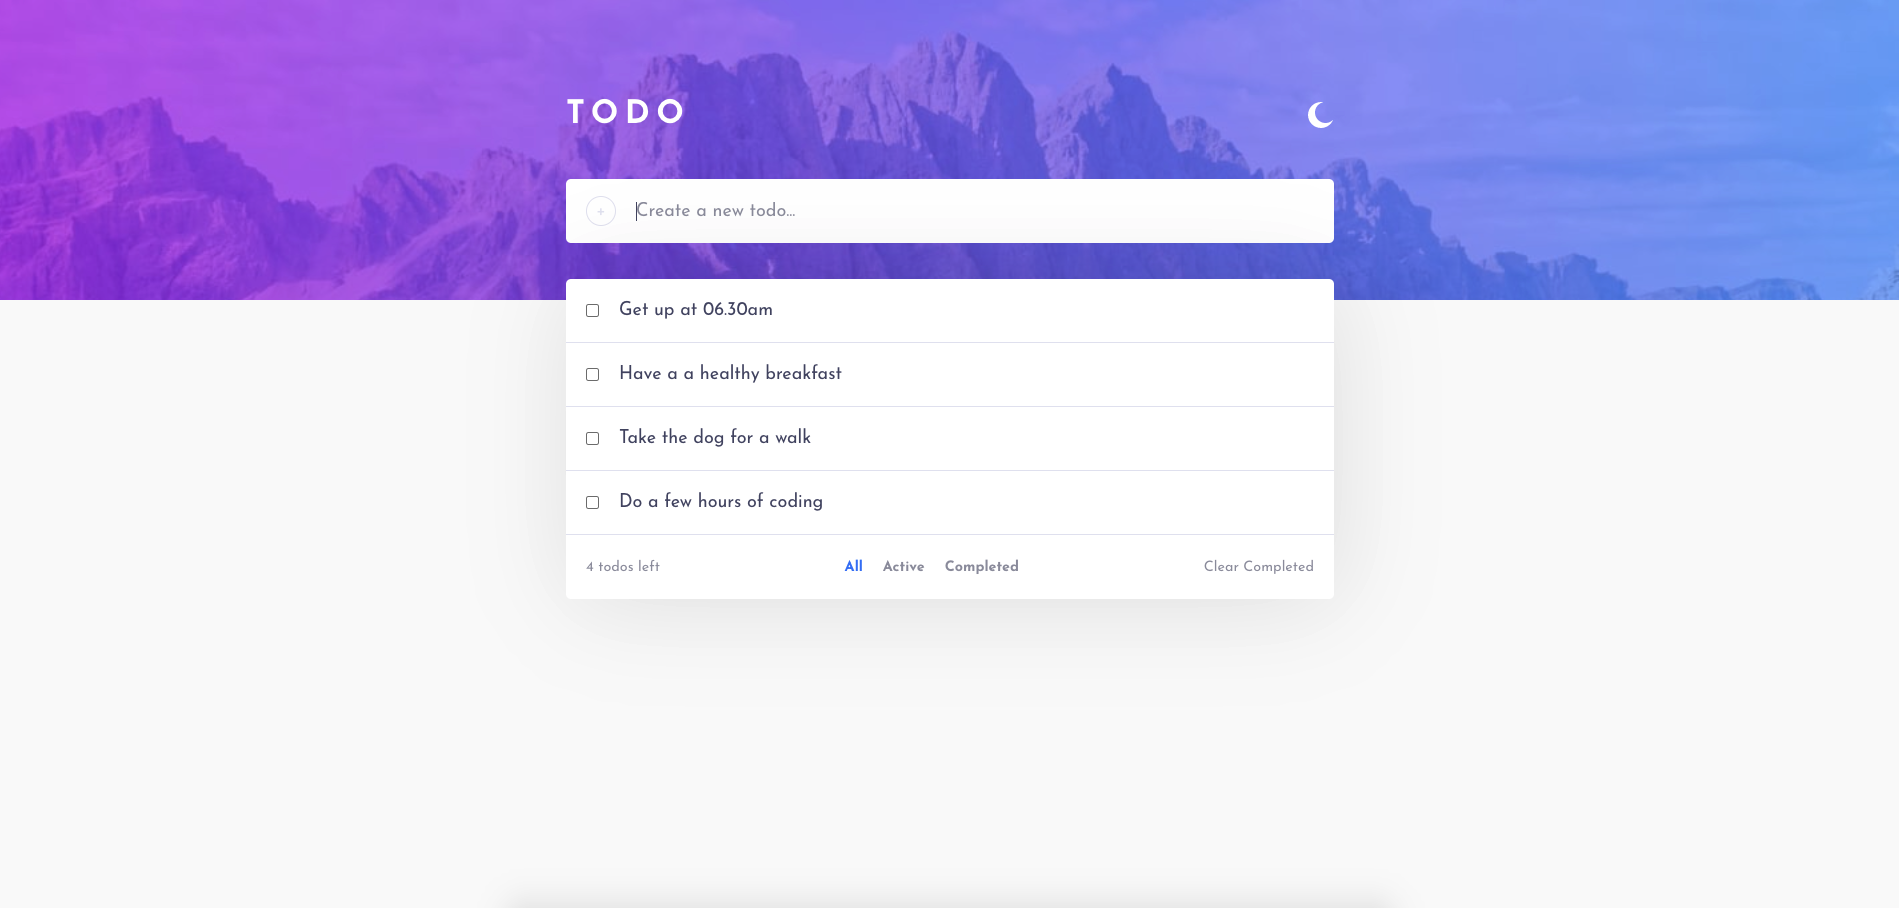 TODO
+
Create a new todo...
Get up at 06.30am
Have a a healthy breakfast
Take the dog for a walk
Do a few hours of coding
4 todos left All Active Completed Clear Completed